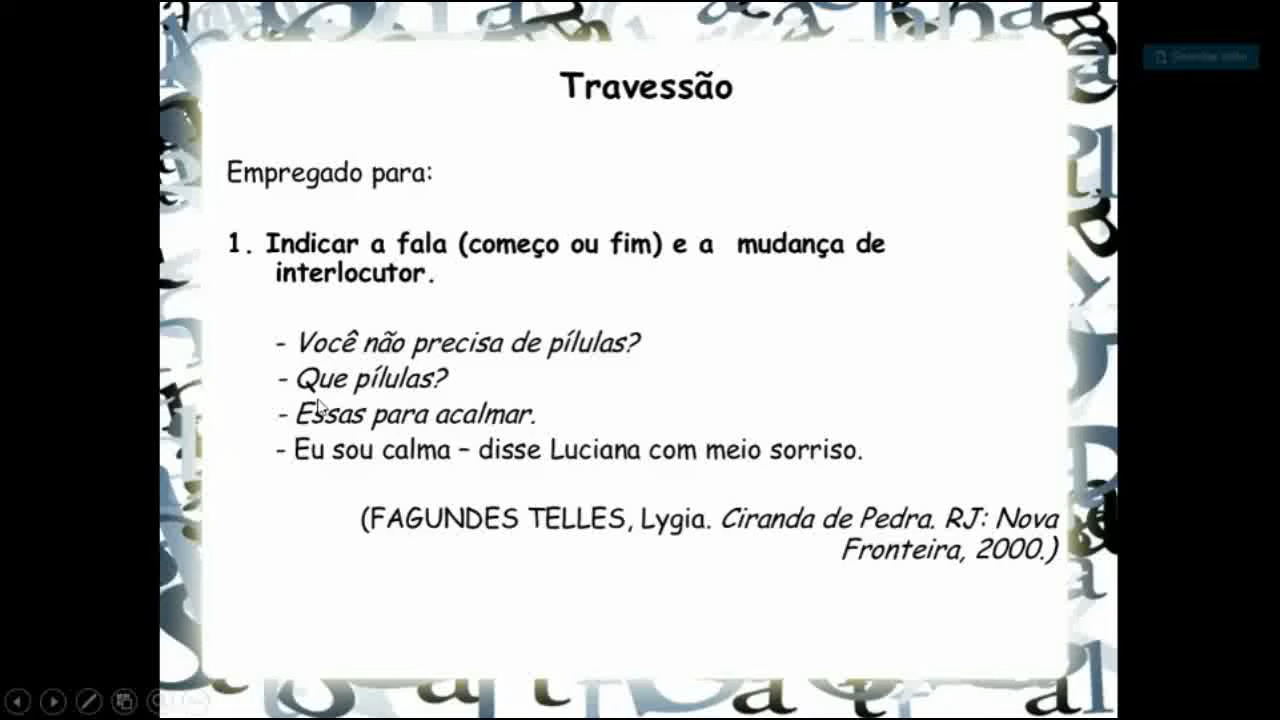 Travessão
Empregado para:
1. Indicar a fala (começo ou fim) e a mudança de
interlocutor.
- Você não precisa de pílulas?
- Que pílulas?
- Essas para acalmar.
- Eu sou calma – disse Luciana com meio sorriso.
(FAGUNDES TELLES, Lygia. Ciranda de Pedra. RJ: Nova
Fronteira, 2000.)